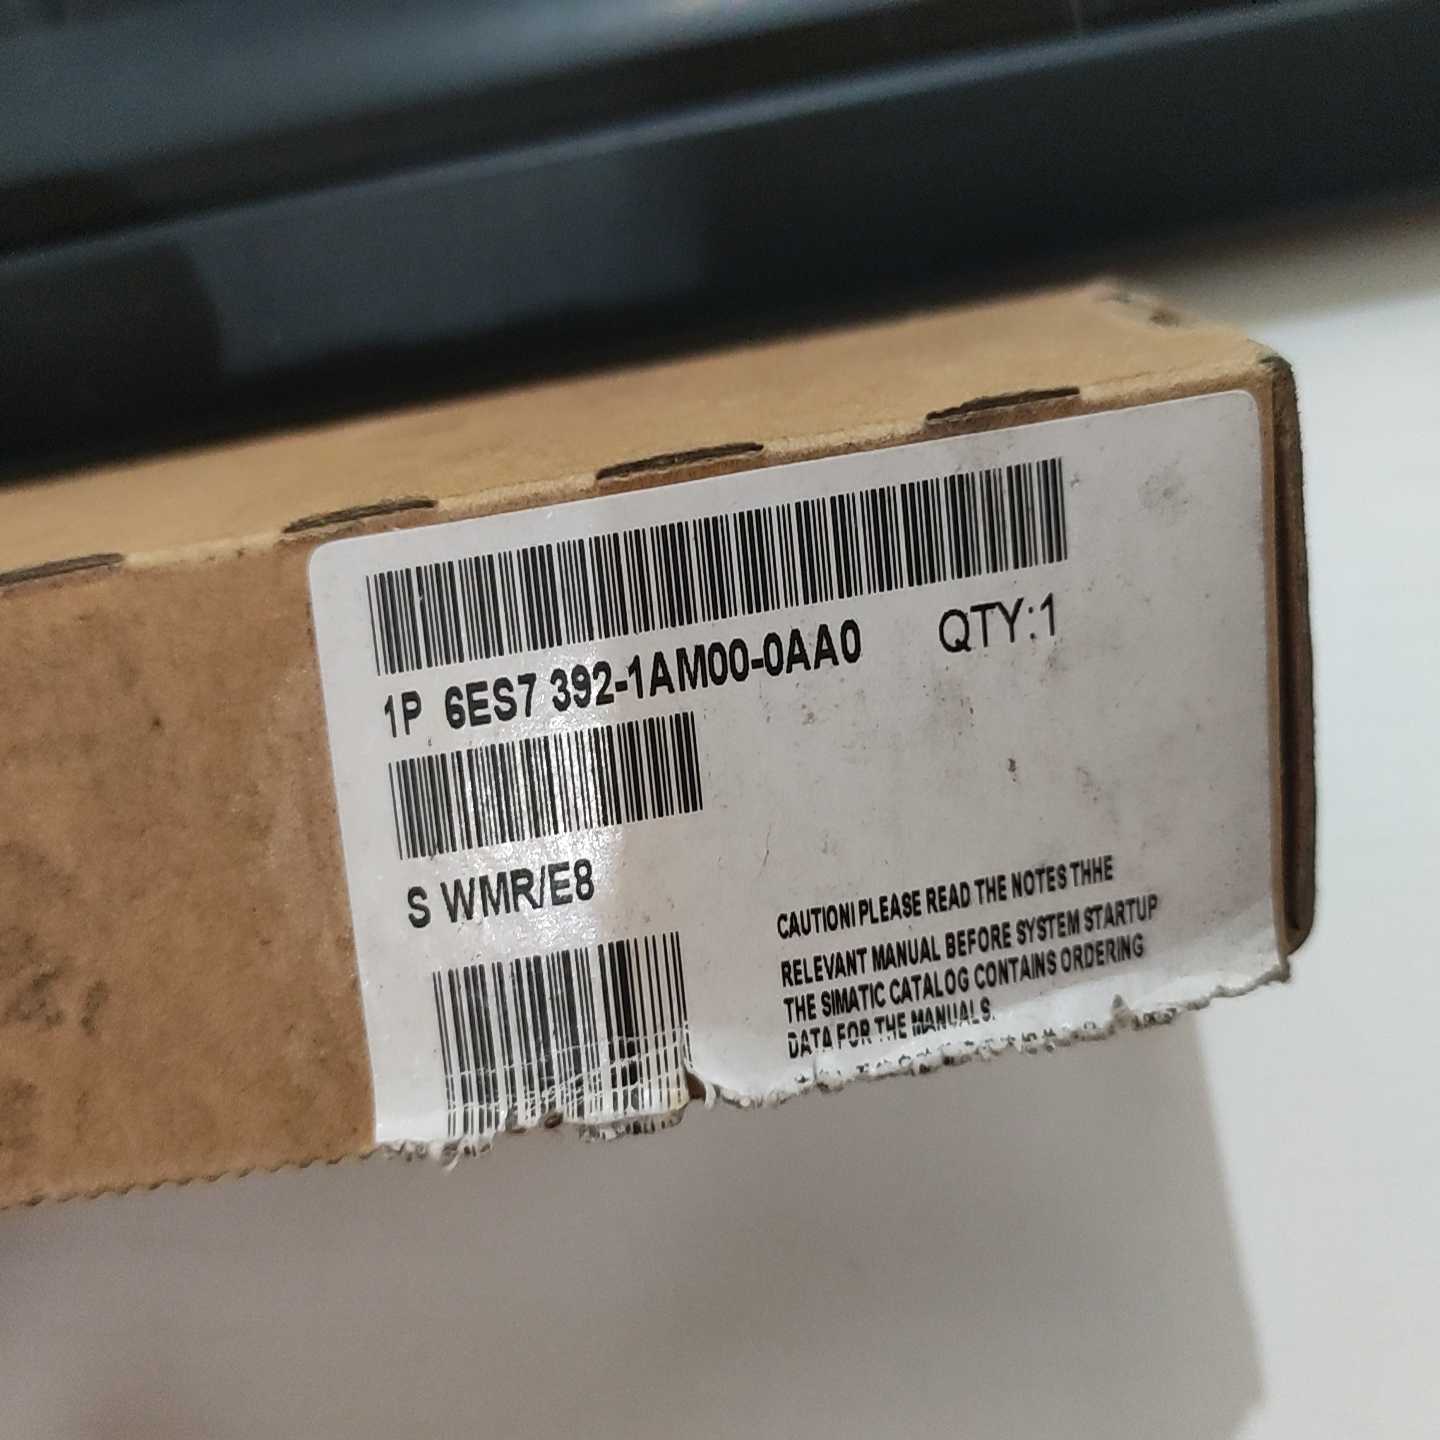 1P 6ES7 392-1AM00-0AA0 QTY:1
S WMR/E8
CAUTION! PLEASE READ THE NOTES THHE
RELEVANT MANUAL BEFORE SYSTEM STARTUP
THE SIMATIC CATALOG CONTAINS ORDERING
DATA FOR THE MANUALS.